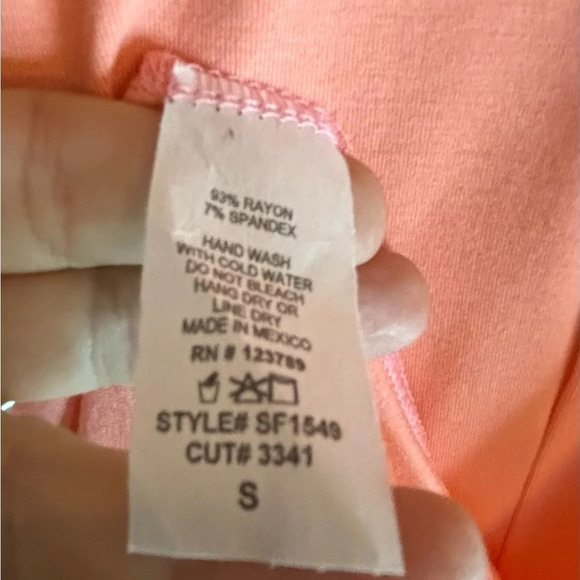 93% RAYON
7% SPANDEX
HAND WASH
WITH COLD WATER
DO NOT BLEACH
HANG DRY OR
LINE DRY
MADE IN MEXICO
RN # 123789
STYLE# SF1549
CUT# 3341
S